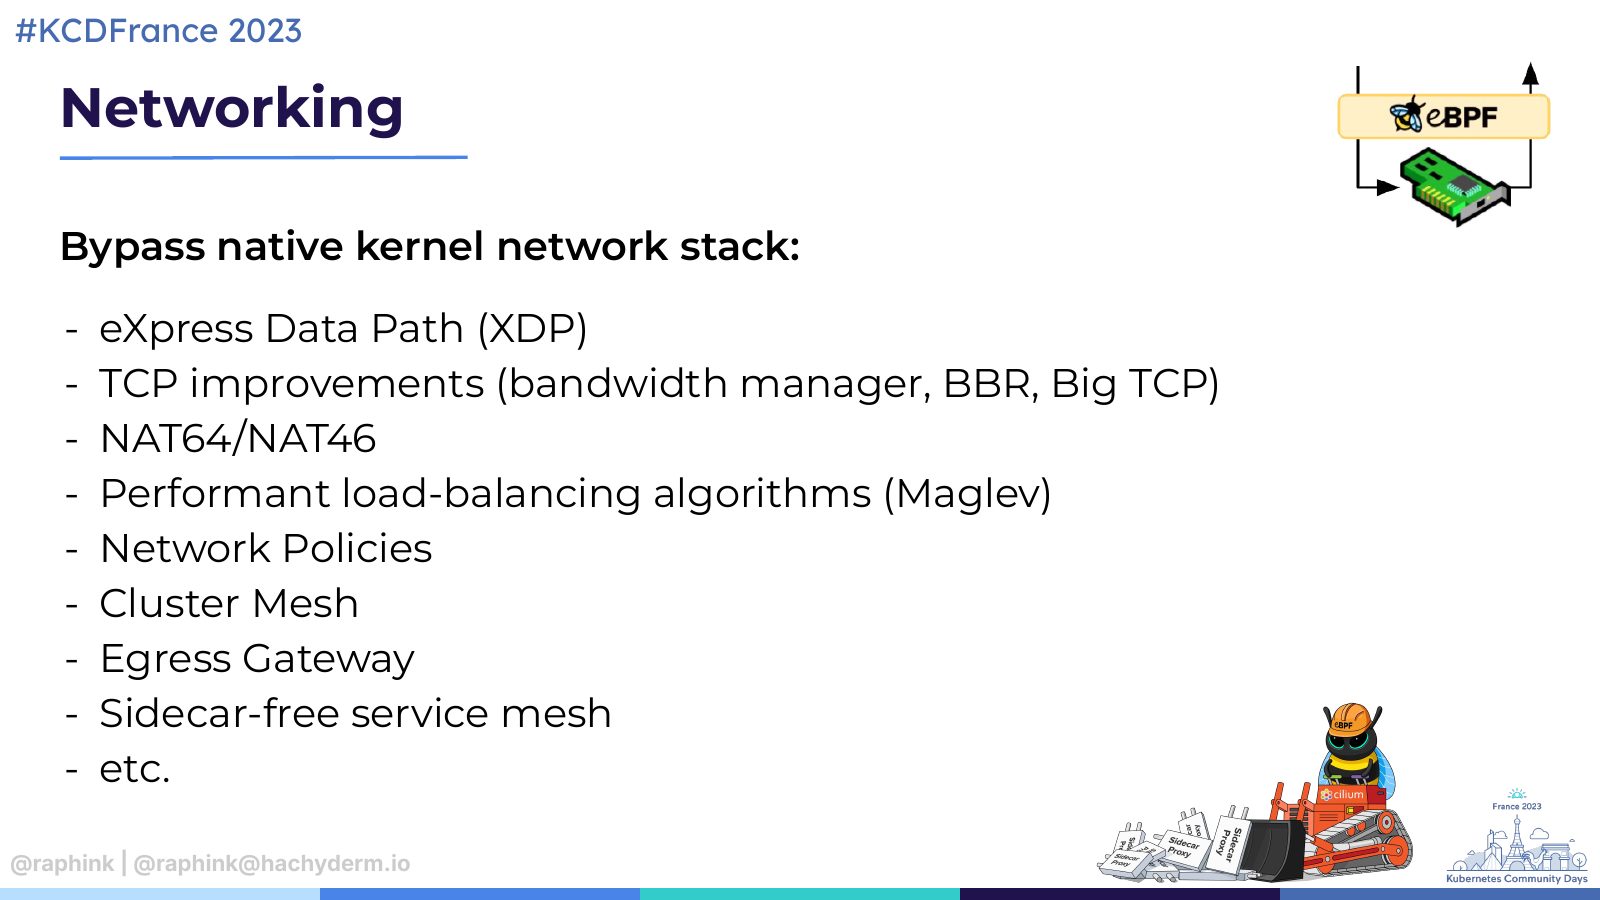 #KCDFrance 2023
Networking
eBPF
Bypass native kernel network stack:
- eXpress Data Path (XDP)
- TCP improvements (bandwidth manager, BBR, Big TCP)
- NAT64/NAT46
- Performant load-balancing algorithms (Maglev)
- Network Policies
- Cluster Mesh
- Egress Gateway
- Sidecar-free service mesh
- etc.
eBPF
cilium
Sidecar
Proxy
Sidecar
Proxy
Sidecar
Proxy
France 2023
Kubernetes Community Days
@raphink | @raphink@hachyderm.io